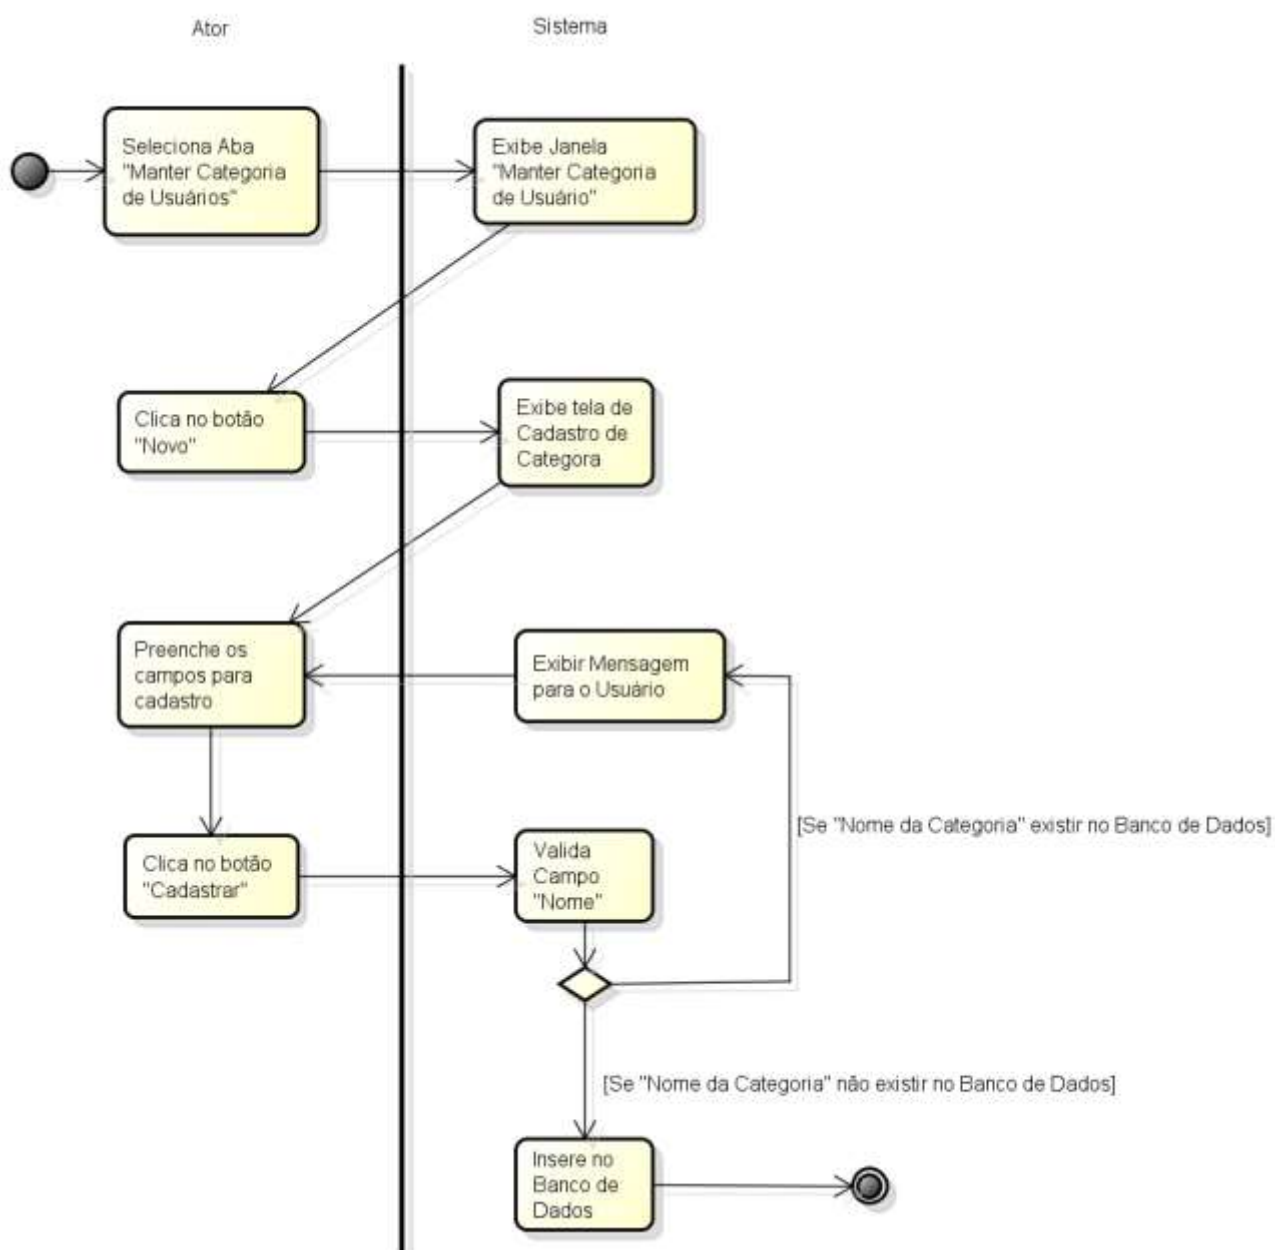 Ator
Sistema
Seleciona Aba
"Manter Categoria
de Usuários"
Exibe Janela
"Manter Categoria
de Usuário"
Clica no botão
"Novo"
Exibe tela de
Cadastro de
Categora
Preenche os
campos para
cadastro
Exibir Mensagem
para o Usuário
[Se "Nome da Categoria" existir no Banco de Dados]
Clica no botão
"Cadastrar"
Valida
Campo
"Nome"
[Se "Nome da Categoria" não existir no Banco de Dados]
Insere no
Banco de
Dados